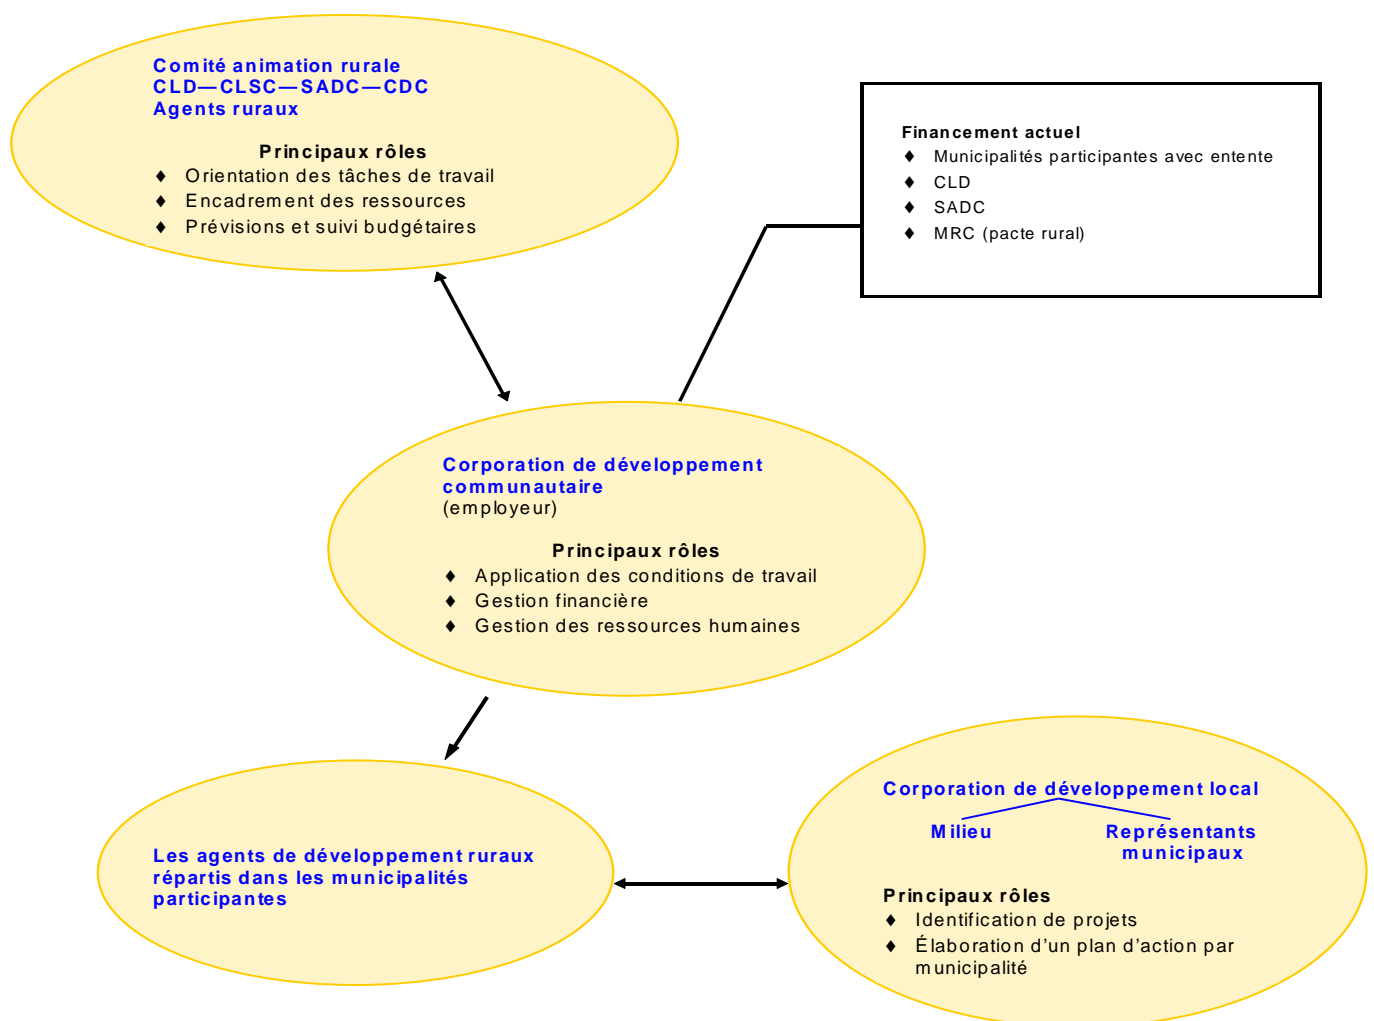 Comité animation rurale
CLD—CLSC—SADC—CDC
Agents ruraux
Principaux rôles
♦ Orientation des tâches de travail
♦ Encadrement des ressources
♦ Prévisions et suivi budgétaires
Financement actuel
♦ Municipalités participantes avec entente
♦ CLD
♦ SADC
♦ MRC (pacte rural)
Corporation de développement
communautaire
(employeur)
Principaux rôles
♦ Application des conditions de travail
♦ Gestion financière
♦ Gestion des ressources humaines
Les agents de développement ruraux
répartis dans les municipalités
participantes
Corporation de développement local
Milieu
Représentants
municipaux
Principaux rôles
♦ Identification de projets
♦ Élaboration d’un plan d’action par
municipalité